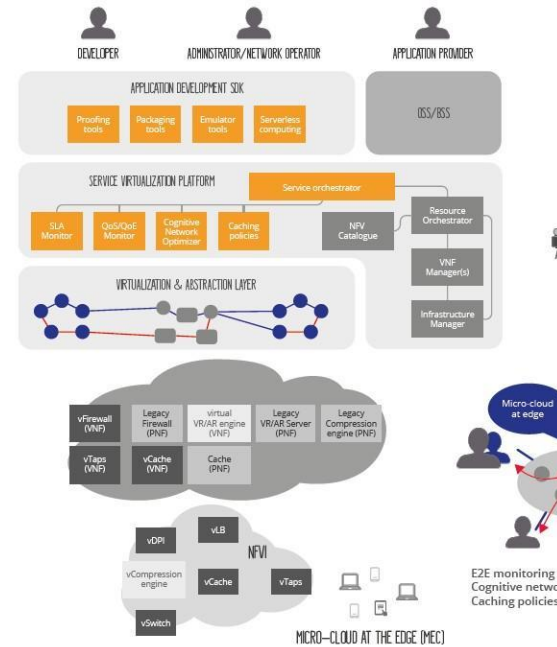 DEVELOPER
ADMINISTRATOR/NETWORK OPERATOR
APPLICATION PROVIDER
APPLICATION DEVELOPMENT SDK
Proofing
tools
Packaging
tools
Emulator
tools
Serverless
computing
OSS/BSS
SERVICE VIRTUALIZATION PLATFORM
Service orchestrator
SLA
Monitor
QoS/QoE
Monitor
Cognitive
Network
Optimizer
Caching
policies
NFV
Catalogue
Resource
Orchestrator
VNF
Manager(s)
Infrastructure
Manager
VIRTUALIZATION & ABSTRACTION LAYER
vFirewall
(VNF)
Legacy
Firewall
(PNF)
virtual
VR/AR engine
(VNF)
Legacy
VR/AR Server
(PNF)
Legacy
Compression
engine (PNF)
vTaps
(VNF)
vCache
(VNF)
Cache
(PNF)
Micro-cloud
at edge
vDPI
vLB
NFVI
vCompression
engine
vCache
vTaps
vSwitch
MICRO-CLOUD AT THE EDGE (MEC)
E2E monitoring
Cognitive netwo
Caching policies